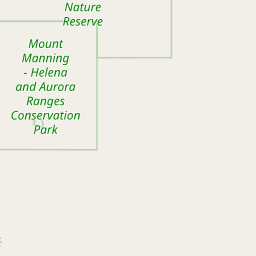 Nature
Reserve
Mount
Manning
- Helena
and Aurora
Ranges
Conservation
Park